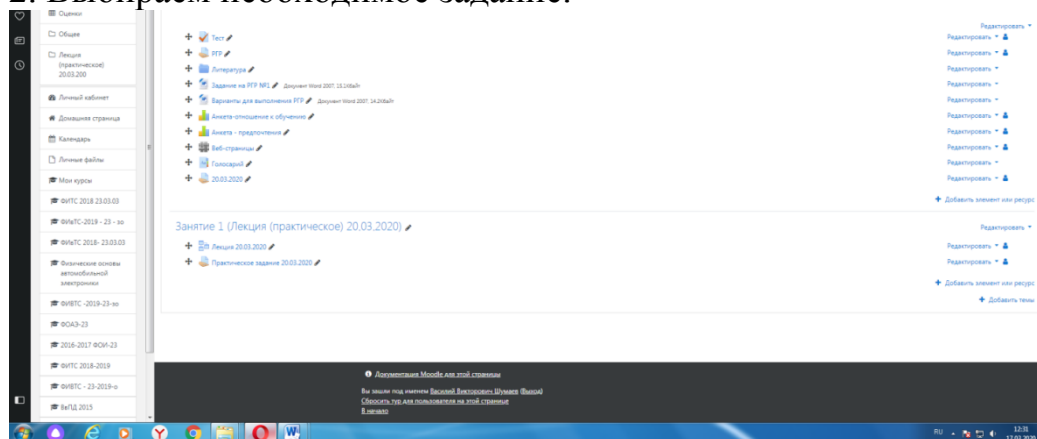 2. Выбираем необходимое задание.
Оценки
Общее
Лекция
(практическое)
20.03.200
Личный кабинет
Домашняя страница
Календарь
Личные файлы
Мои курсы
ФИТС 2018 23.03.03
ФИвТС-2019 - 23 - зо
ФИвТС 2018- 23.03.03
Физические основы
автомобильной
электроники
ФИВТС -2019-23-зо
ФОАЭ-23
2016-2017 ФОИ-23
ФИТС 2018-2019
ФИВТС - 23-2019-о
ВвПД 2015
Редактировать
Тест Редактировать
РГР Редактировать
Литература Редактировать
Задание на РГР №1 Документ Word 2007, Редактировать
Варианты для выполнения РГР Документ Word 2007, Редактировать
Анкета-отношение к обучению Редактировать
Анкета - предпочтения Редактировать
Веб-страницы Редактировать
Голосарий Редактировать
20.03.2020 Редактировать
Добавить элемент или ресурс
Занятие 1 (Лекция (практическое) 20.03.2020) Редактировать
Лекция 20.03.2020 Редактировать
Практическое задание 20.03.2020 Редактировать
Добавить элемент или ресурс
Добавить темы
Документация Moodle для этой страницы
Вы зашли под именем Василий Викторович Шумаев (Выход)
Сбросить тур для пользователя на этой странице
В начало
RU 12:31
17.03.2020